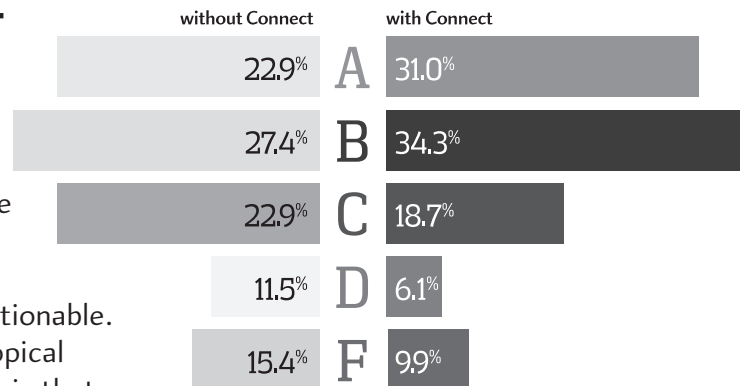 without Connect with Connect
22.9% A 31.0%
27.4% B 34.3%
22.9% C 18.7%
11.5% D 6.1%
15.4% F 9.9%
tionable.